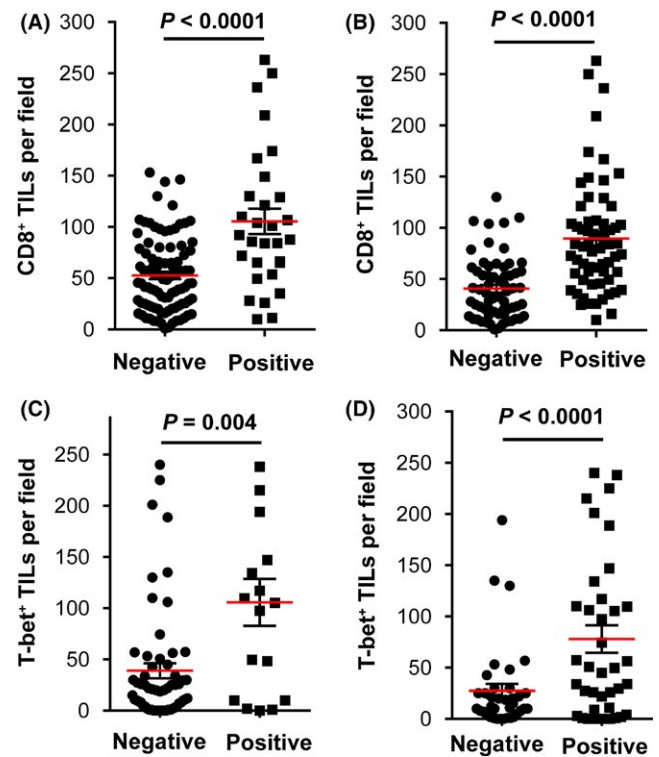 (A)
P < 0.0001
CD8⁺ TILs per field
300
250
200
150
100
50
0
Negative Positive
(B)
P < 0.0001
CD8⁺ TILs per field
300
250
200
150
100
50
0
Negative Positive
(C)
P = 0.004
T-bet⁺ TILs per field
250
200
150
100
50
0
Negative Positive
(D)
P < 0.0001
T-bet⁺ TILs per field
300
250
200
150
100
50
0
Negative Positive